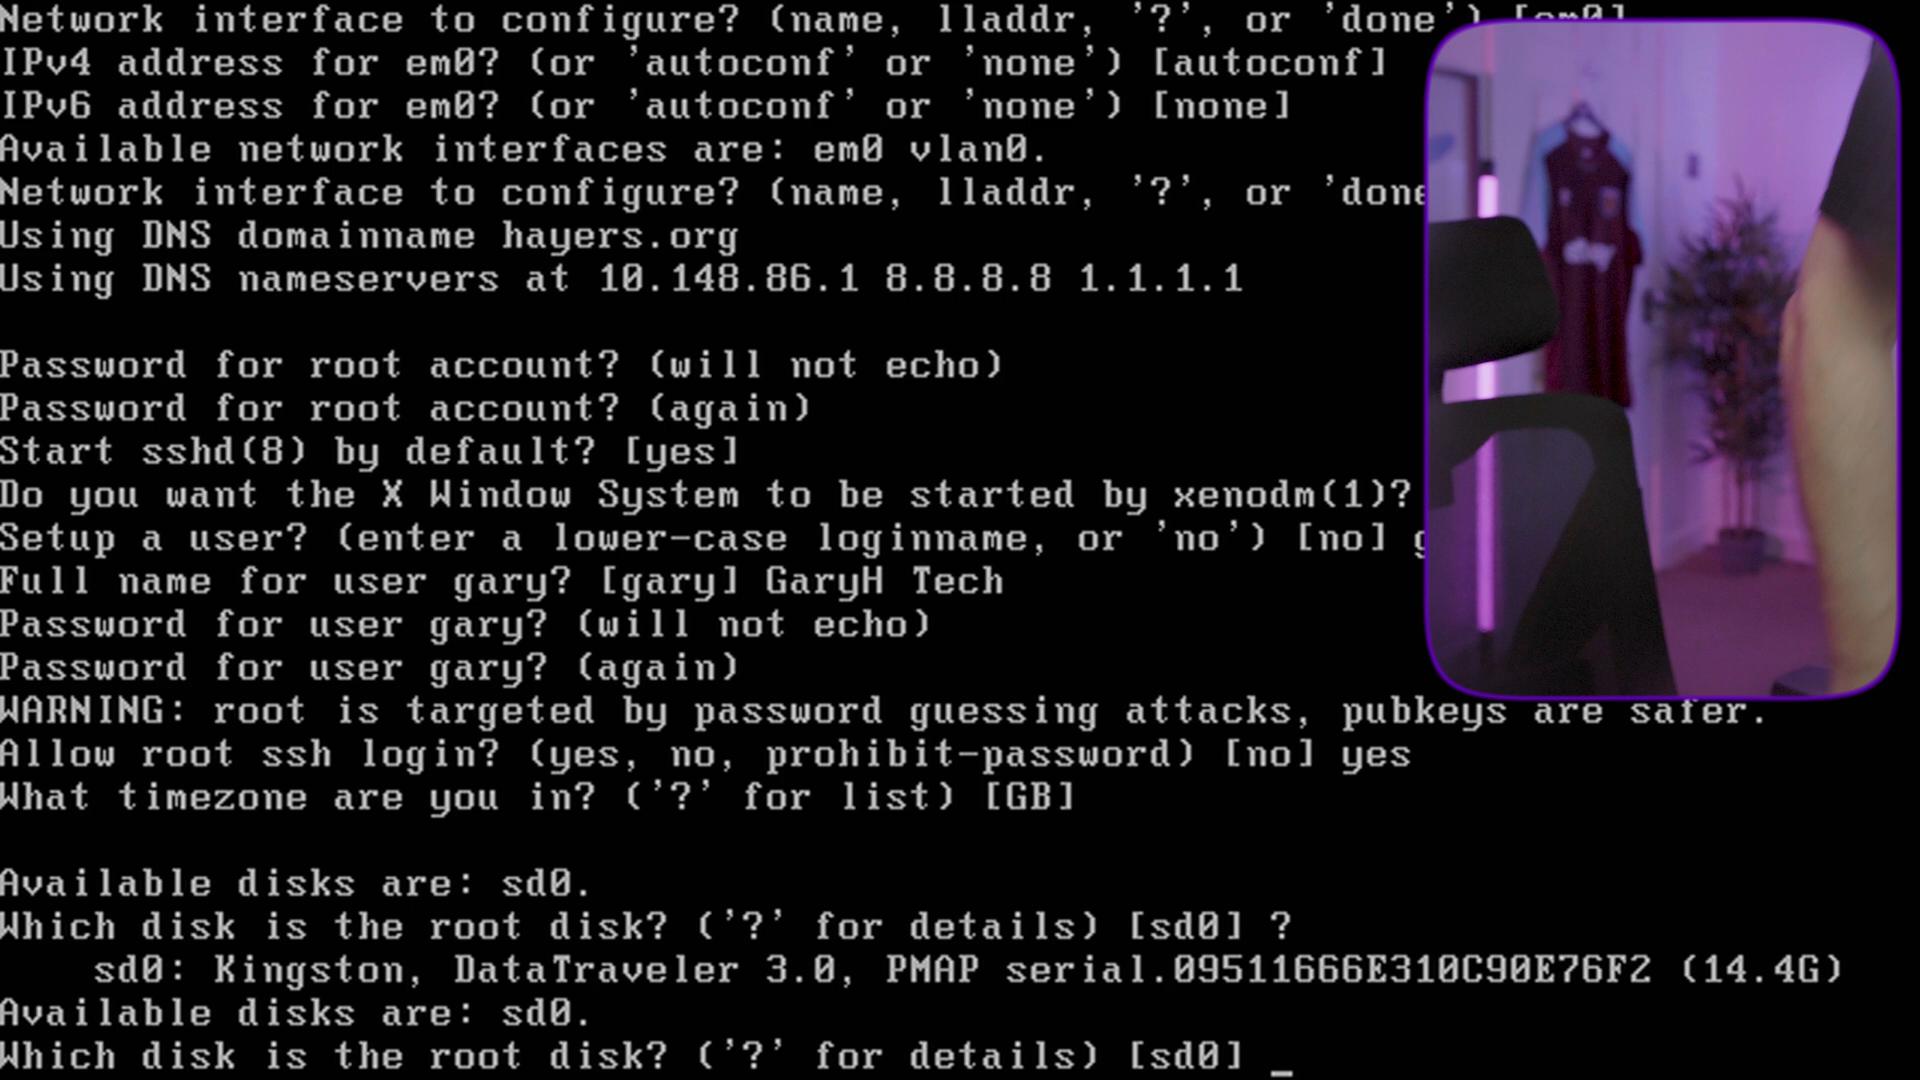 Network interface to configure? (name, lladdr, '?', or 'done') [em0]
IPv4 address for em0? (or 'autoconf' or 'none') [autoconf]
IPv6 address for em0? (or 'autoconf' or 'none') [none]
Available network interfaces are: em0 vlan0.
Network interface to configure? (name, lladdr, '?', or 'done
Using DNS domainname hayers.org
Using DNS nameservers at 10.148.86.1 8.8.8.8 1.1.1.1
Password for root account? (will not echo)
Password for root account? (again)
Start sshd(8) by default? [yes]
Do you want the X Window System to be started by xenodm(1)?
Setup a user? (enter a lower-case loginname, or 'no') [no] g
Full name for user gary? [gary] GaryH Tech
Password for user gary? (will not echo)
Password for user gary? (again)
WARNING: root is targeted by password guessing attacks, pubkeys are safer.
Allow root ssh login? (yes, no, prohibit-password) [no] yes
What timezone are you in? ('?' for list) [GB]
Available disks are: sd0.
Which disk is the root disk? ('?' for details) [sd0] ?
sd0: Kingston, DataTraveler 3.0, PMAP serial.09511666E310C90E76F2 (14.4G)
Available disks are: sd0.
Which disk is the root disk? ('?' for details) [sd0] _